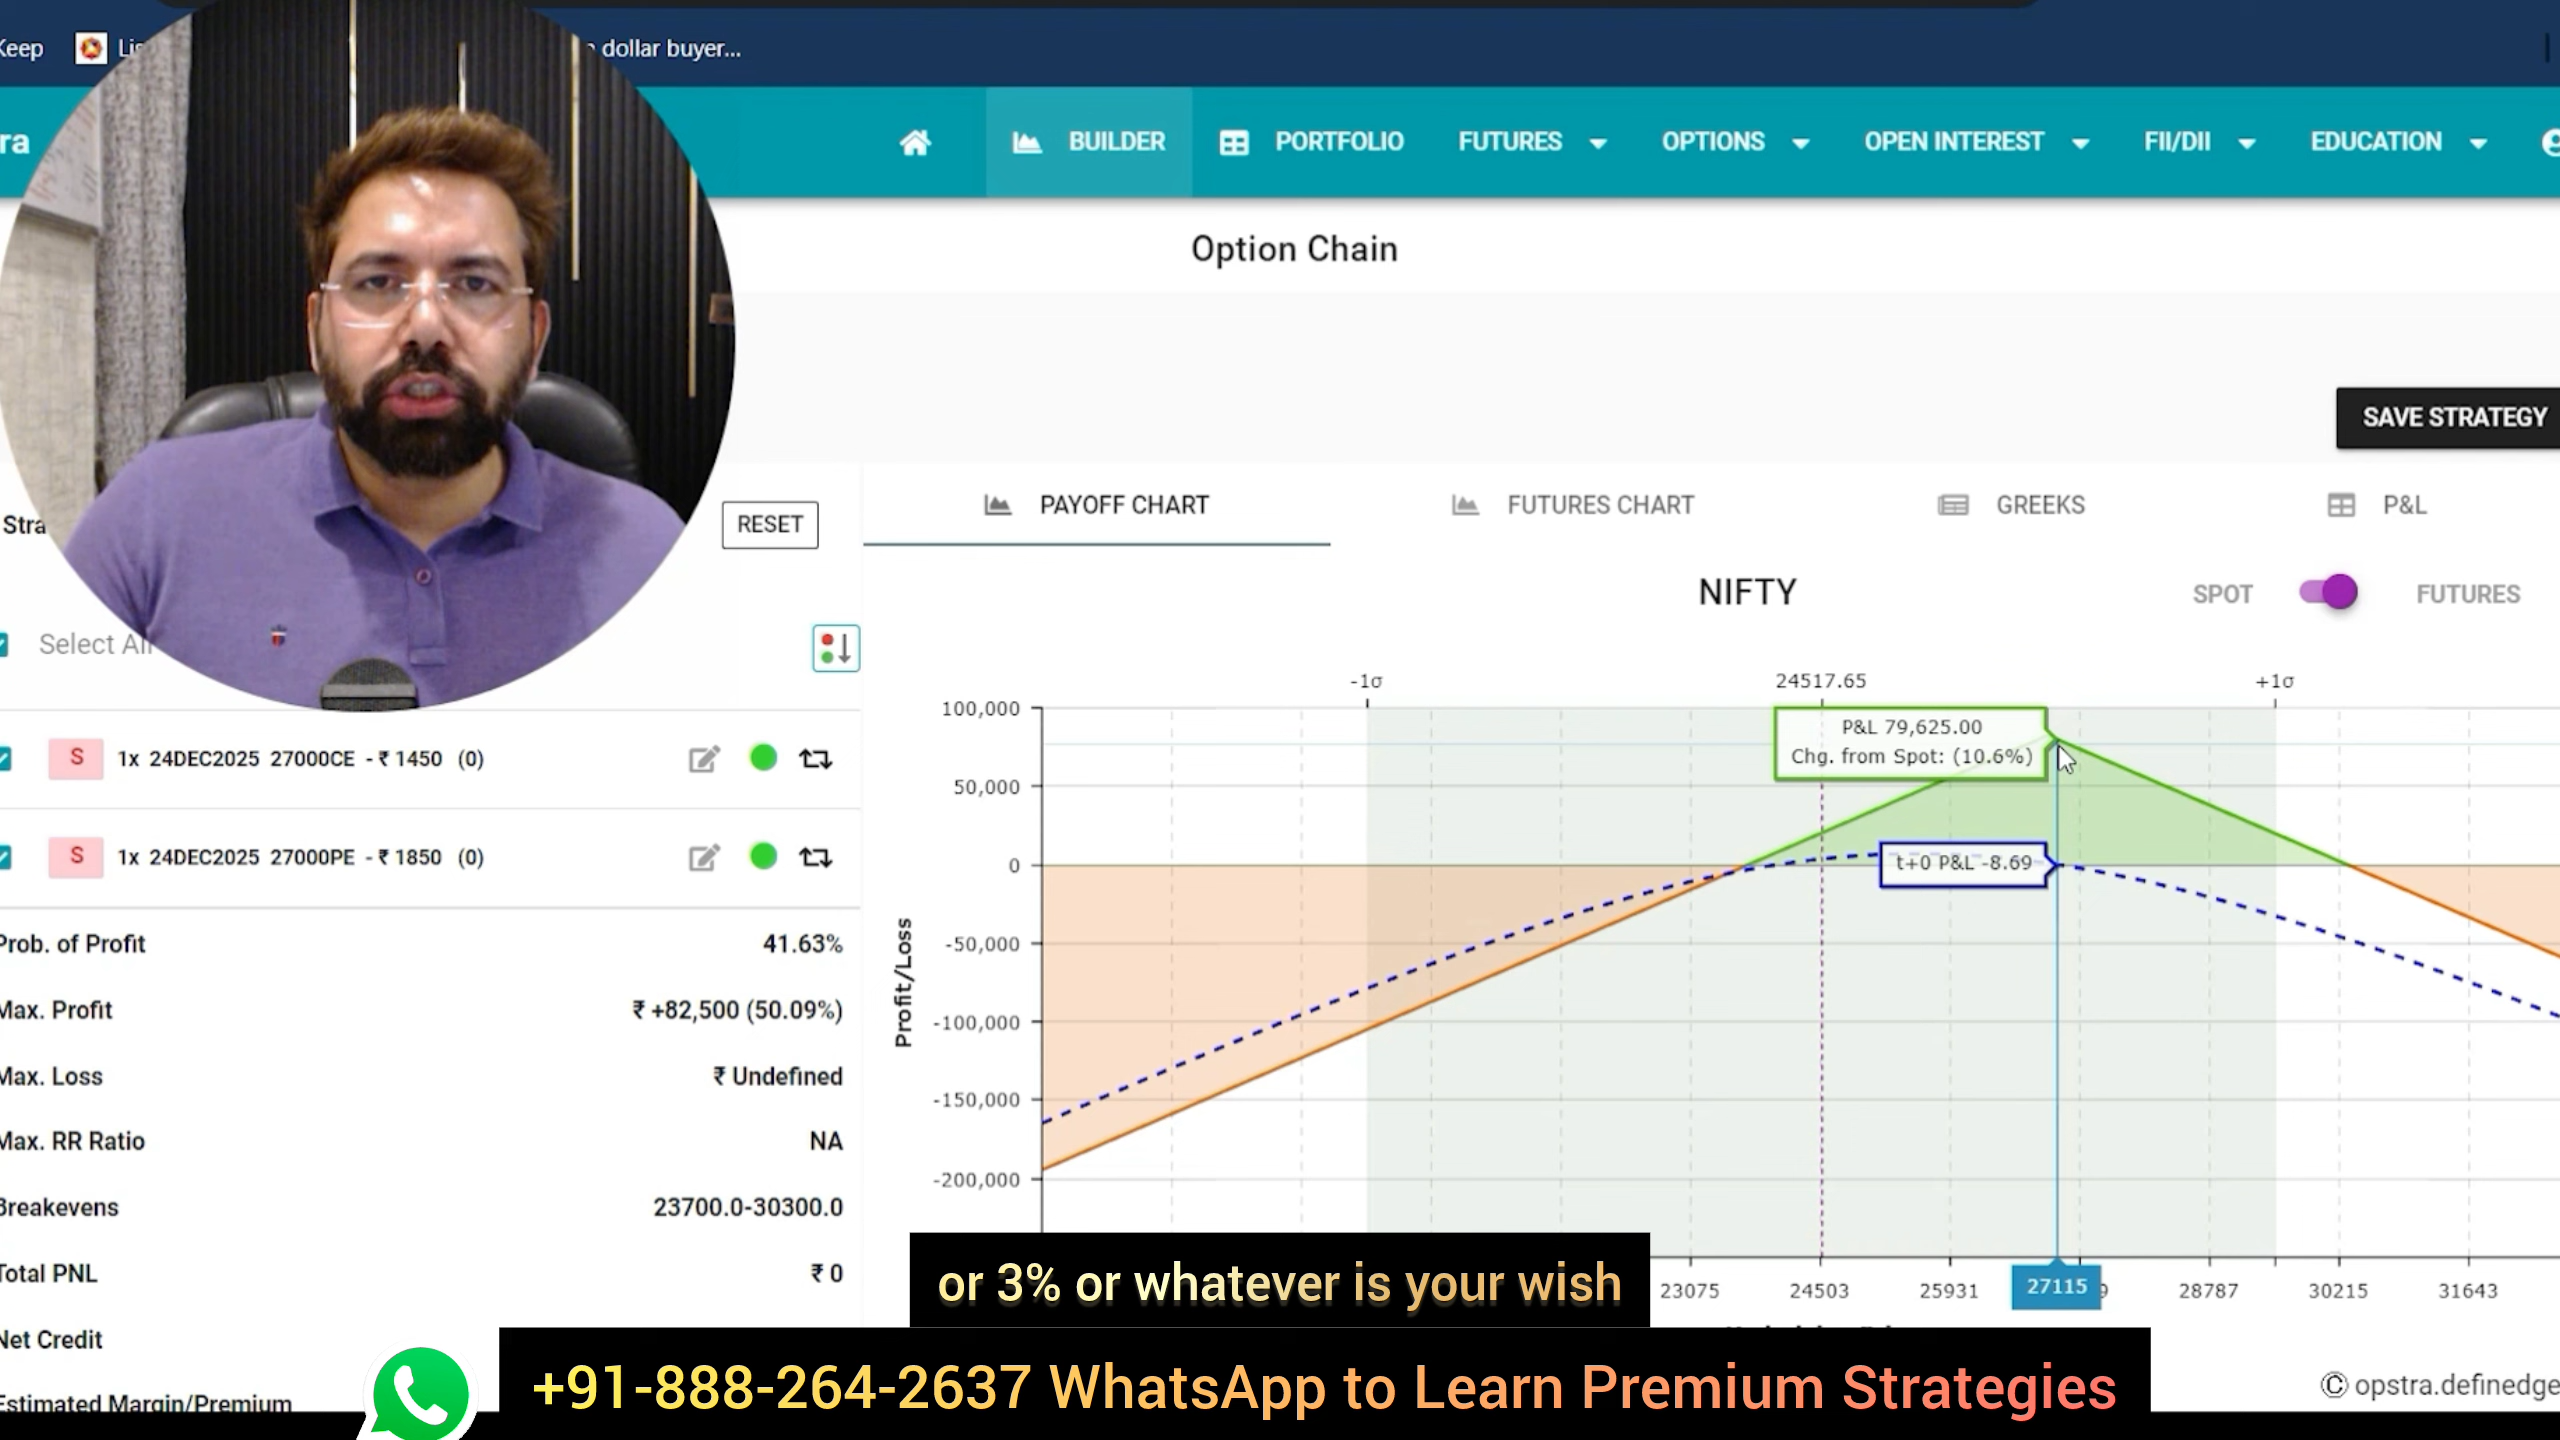 Keep
dollar buyer...
ra
BUILDER
PORTFOLIO
FUTURES
OPTIONS
OPEN INTEREST
FII/DII
EDUCATION
Option Chain
SAVE STRATEGY
Stra
RESET
PAYOFF CHART
FUTURES CHART
GREEKS
P&L
NIFTY
SPOT
FUTURES
Select All
S 1x 24DEC2025 27000CE - ₹ 1450 (0)
S 1x 24DEC2025 27000PE - ₹ 1850 (0)
Prob. of Profit 41.63%
Max. Profit ₹ +82,500 (50.09%)
Max. Loss ₹ Undefined
Max. RR Ratio NA
Breakevens 23700.0-30300.0
Total PNL ₹ 0
Net Credit
Estimated Margin/Premium
-1σ
24517.65
+1σ
100,000
50,000
0
-50,000
-100,000
-150,000
-200,000
Profit/Loss
P&L 79,625.00
Chg. from Spot: (10.6%)
t+0 P&L -8.69
23075
24503
25931
27115
28787
30215
31643
or 3% or whatever is your wish
+91-888-264-2637 WhatsApp to Learn Premium Strategies
© opstra.definedge